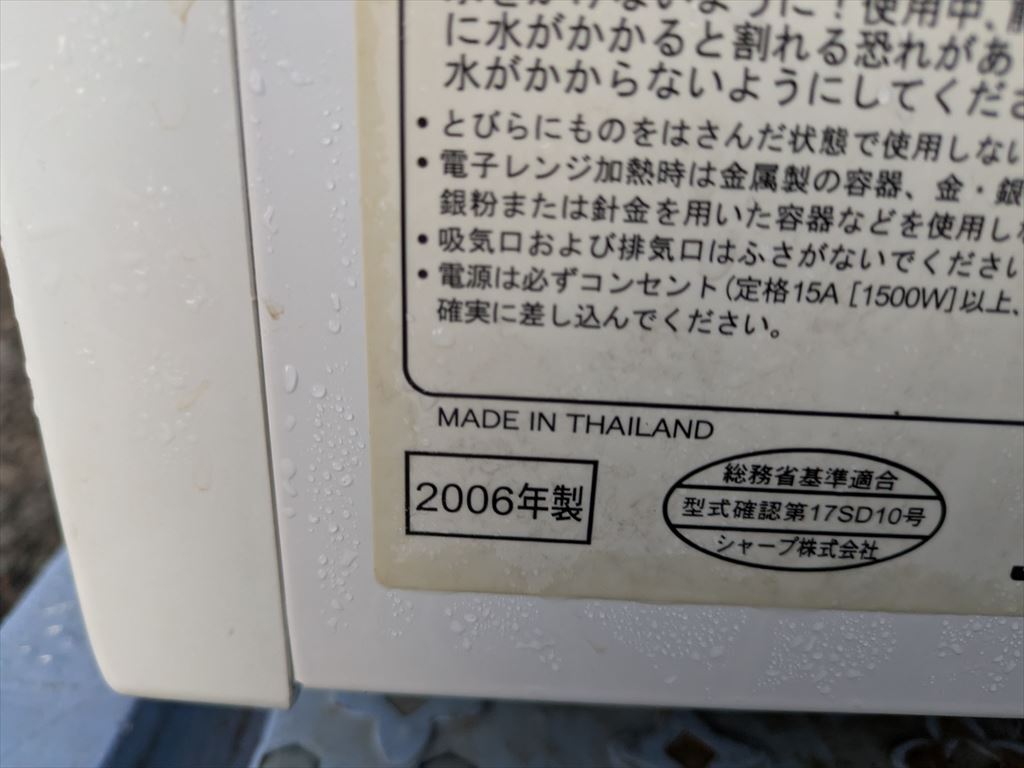 に水がかかると割れる恐れがあ
水がかからないようにしてくださ
• とびらにものをはさんだ状態で使用しない
• 電子レンジ加熱時は金属製の容器、金・銀
銀粉または針金を用いた容器などを使用しな
• 吸気口および排気口はふさがないでください
• 電源は必ずコンセント(定格15A [1500W]以上、
確実に差し込んでください。
MADE IN THAILAND
2006年製
総務省基準適合
型式確認第17SD10号
シャープ株式会社